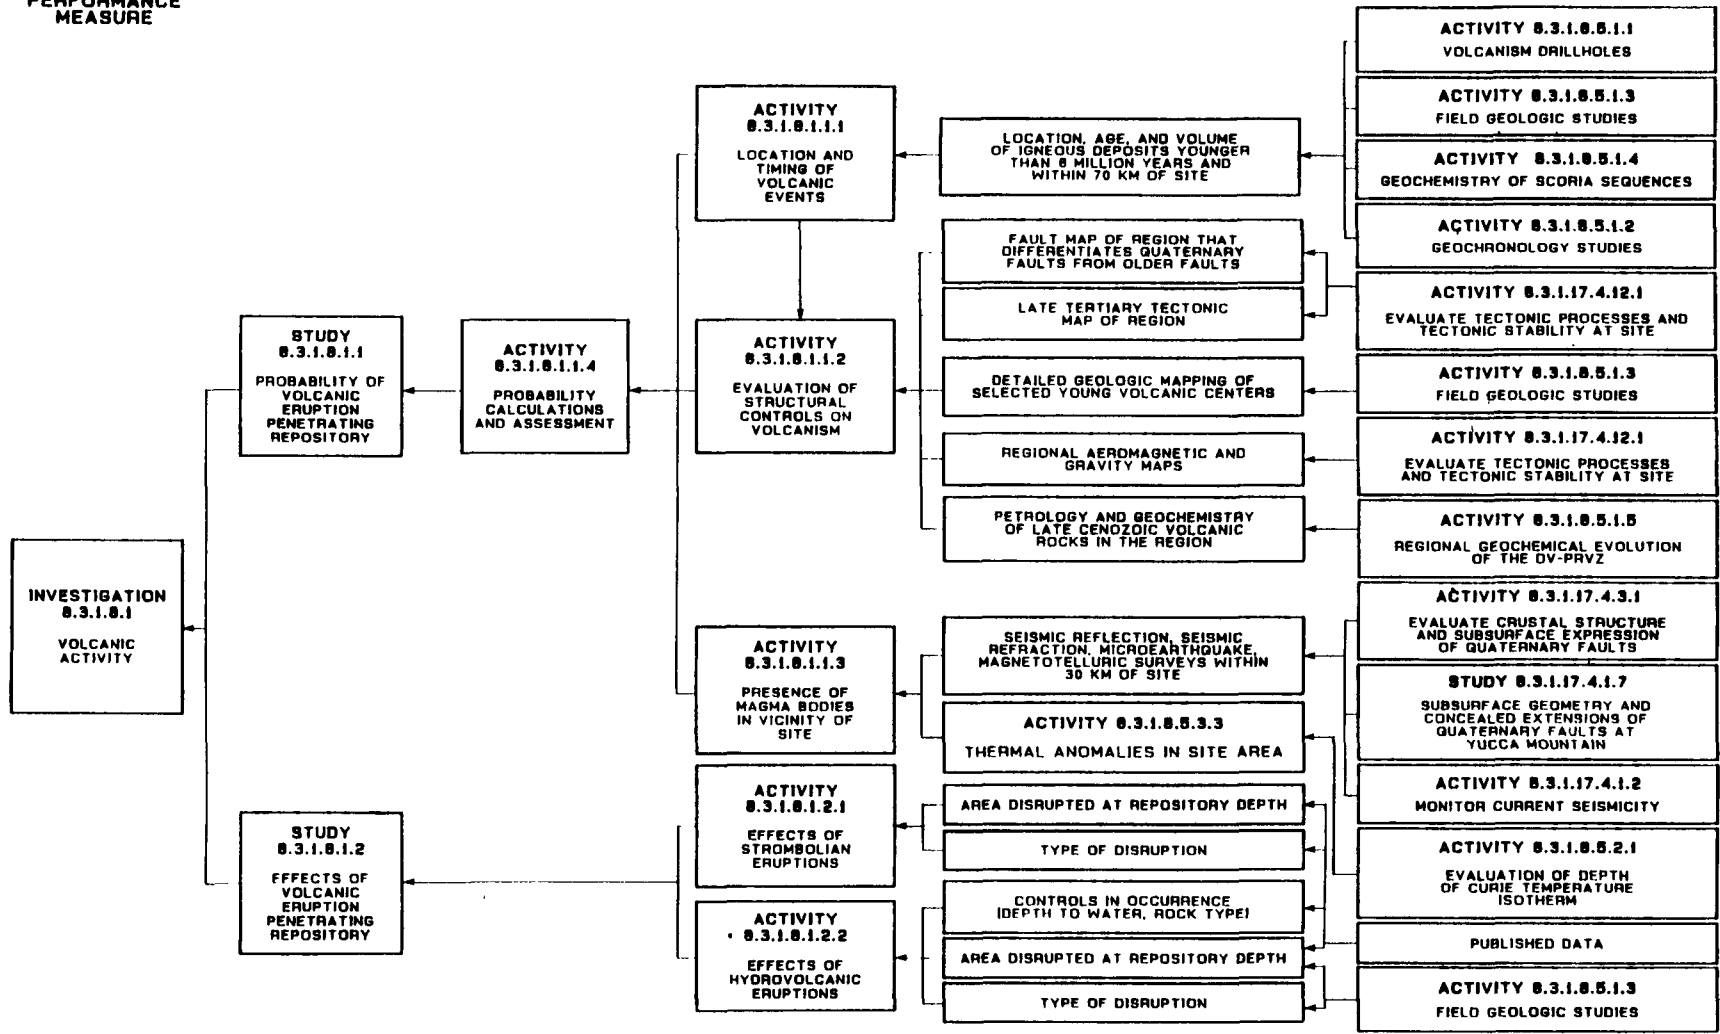 PERFORMANCE
MEASURE
INVESTIGATION
8.3.1.8.1
VOLCANIC
ACTIVITY
STUDY
8.3.1.8.1.1
PROBABILITY OF
VOLCANIC
ERUPTION
PENETRATING
REPOSITORY
STUDY
8.3.1.8.1.2
EFFECTS OF
VOLCANIC
ERUPTION
PENETRATING
REPOSITORY
ACTIVITY
8.3.1.8.1.1.4
PROBABILITY
CALCULATIONS
AND ASSESSMENT
ACTIVITY
8.3.1.8.1.1.1
LOCATION AND
TIMING OF
VOLCANIC
EVENTS
ACTIVITY
8.3.1.8.1.1.2
EVALUATION OF
STRUCTURAL
CONTROLS ON
VOLCANISM
ACTIVITY
8.3.1.8.1.1.3
PRESENCE OF
MAGMA BODIES
IN VICINITY OF
SITE
ACTIVITY
8.3.1.8.1.2.1
EFFECTS OF
STROMBOLIAN
ERUPTIONS
ACTIVITY
8.3.1.8.1.2.2
EFFECTS OF
HYDROVOLCANIC
ERUPTIONS
LOCATION, AGE, AND VOLUME
OF IGNEOUS DEPOSITS YOUNGER
THAN 8 MILLION YEARS AND
WITHIN 70 KM OF SITE
FAULT MAP OF REGION THAT
DIFFERENTIATES QUATERNARY
FAULTS FROM OLDER FAULTS
LATE TERTIARY TECTONIC
MAP OF REGION
DETAILED GEOLOGIC MAPPING OF
SELECTED YOUNG VOLCANIC CENTERS
REGIONAL AEROMAGNETIC AND
GRAVITY MAPS
PETROLOGY AND GEOCHEMISTRY
OF LATE CENOZOIC VOLCANIC
ROCKS IN THE REGION
SEISMIC REFLECTION, SEISMIC
REFRACTION, MICROEARTHQUAKE,
MAGNETOTELLURIC SURVEYS WITHIN
30 KM OF SITE
ACTIVITY 8.3.1.8.5.3.3
THERMAL ANOMALIES IN SITE AREA
AREA DISRUPTED AT REPOSITORY DEPTH
TYPE OF DISRUPTION
CONTROLS IN OCCURRENCE
(DEPTH TO WATER, ROCK TYPE)
AREA DISRUPTED AT REPOSITORY DEPTH
TYPE OF DISRUPTION
ACTIVITY 8.3.1.8.5.1.1
VOLCANISM DRILLHOLES
ACTIVITY 8.3.1.8.5.1.3
FIELD GEOLOGIC STUDIES
ACTIVITY 8.3.1.8.5.1.4
GEOCHEMISTRY OF SCORIA SEQUENCES
ACTIVITY 8.3.1.8.5.1.2
GEOCHRONOLOGY STUDIES
ACTIVITY 8.3.1.17.4.12.1
EVALUATE TECTONIC PROCESSES AND
TECTONIC STABILITY AT SITE
ACTIVITY 8.3.1.8.5.1.3
FIELD GEOLOGIC STUDIES
ACTIVITY 8.3.1.17.4.12.1
EVALUATE TECTONIC PROCESSES
AND TECTONIC STABILITY AT SITE
ACTIVITY 8.3.1.8.5.1.5
REGIONAL GEOCHEMICAL EVOLUTION
OF THE DV-PRVZ
ACTIVITY 8.3.1.17.4.3.1
EVALUATE CRUSTAL STRUCTURE
AND SUBSURFACE EXPRESSION
OF QUATERNARY FAULTS
STUDY 8.3.1.17.4.1.7
SUBSURFACE GEOMETRY AND
CONCEALED EXTENSIONS OF
QUATERNARY FAULTS AT
YUCCA MOUNTAIN
ACTIVITY 8.3.1.17.4.1.2
MONITOR CURRENT SEISMICITY
ACTIVITY 8.3.1.8.5.2.1
EVALUATION OF DEPTH
OF CURIE TEMPERATURE
ISOTHERM
PUBLISHED DATA
ACTIVITY 8.3.1.8.5.1.3
FIELD GEOLOGIC STUDIES